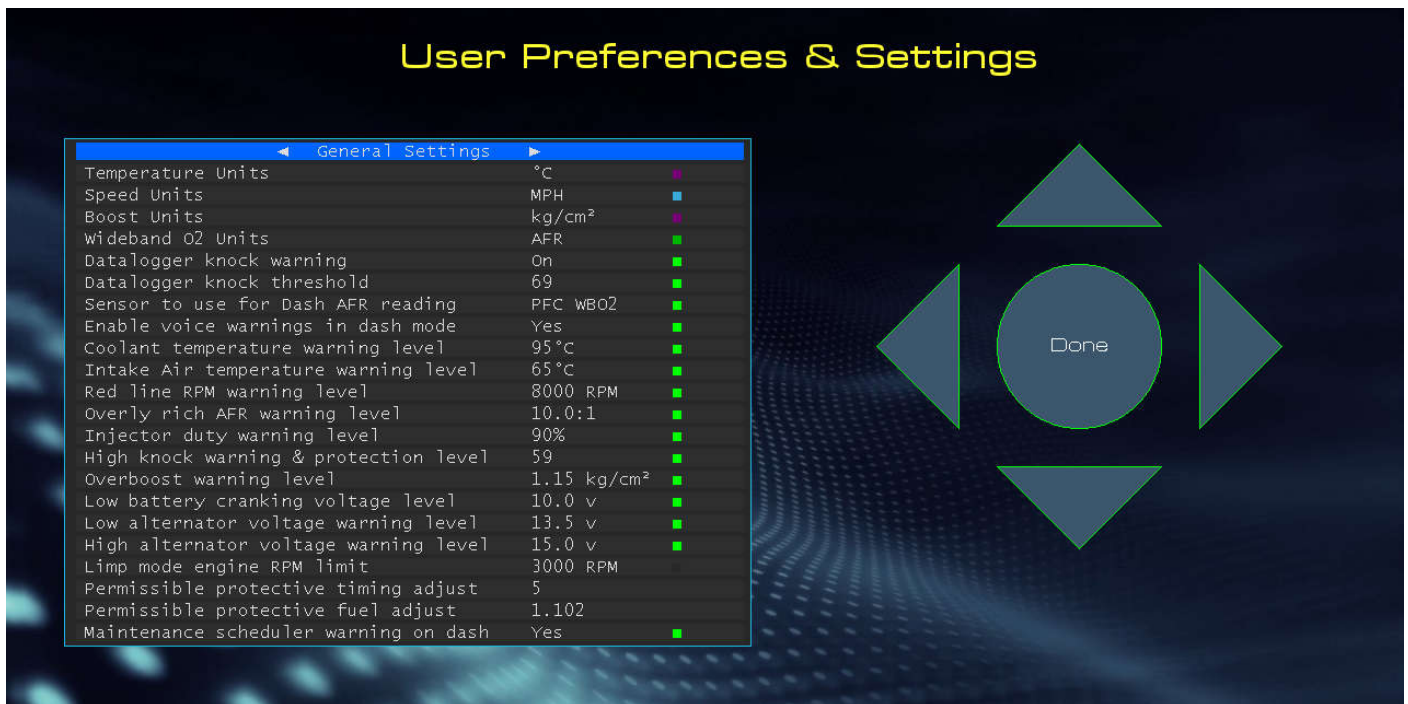 User Preferences & Settings
◄ General Settings ►
Temperature Units °C
Speed Units MPH
Boost Units kg/cm²
Wideband O2 Units AFR
Datalogger knock warning On
Datalogger knock threshold 69
Sensor to use for Dash AFR reading PFC WBO2
Enable voice warnings in dash mode Yes
Coolant temperature warning level 95°C
Intake Air temperature warning level 65°C
Red line RPM warning level 8000 RPM
Overly rich AFR warning level 10.0:1
Injector duty warning level 90%
High knock warning & protection level 59
Overboost warning level 1.15 kg/cm²
Low battery cranking voltage level 10.0 v
Low alternator voltage warning level 13.5 v
High alternator voltage warning level 15.0 v
Limp mode engine RPM limit 3000 RPM
Permissible protective timing adjust 5
Permissible protective fuel adjust 1.102
Maintenance scheduler warning on dash Yes
Done